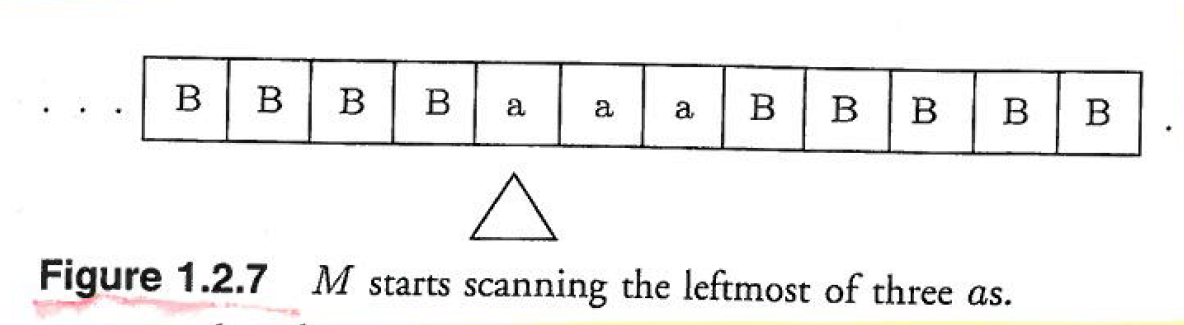 . . . B B B B a a a B B B B B .
Figure 1.2.7 M starts scanning the leftmost of three as.